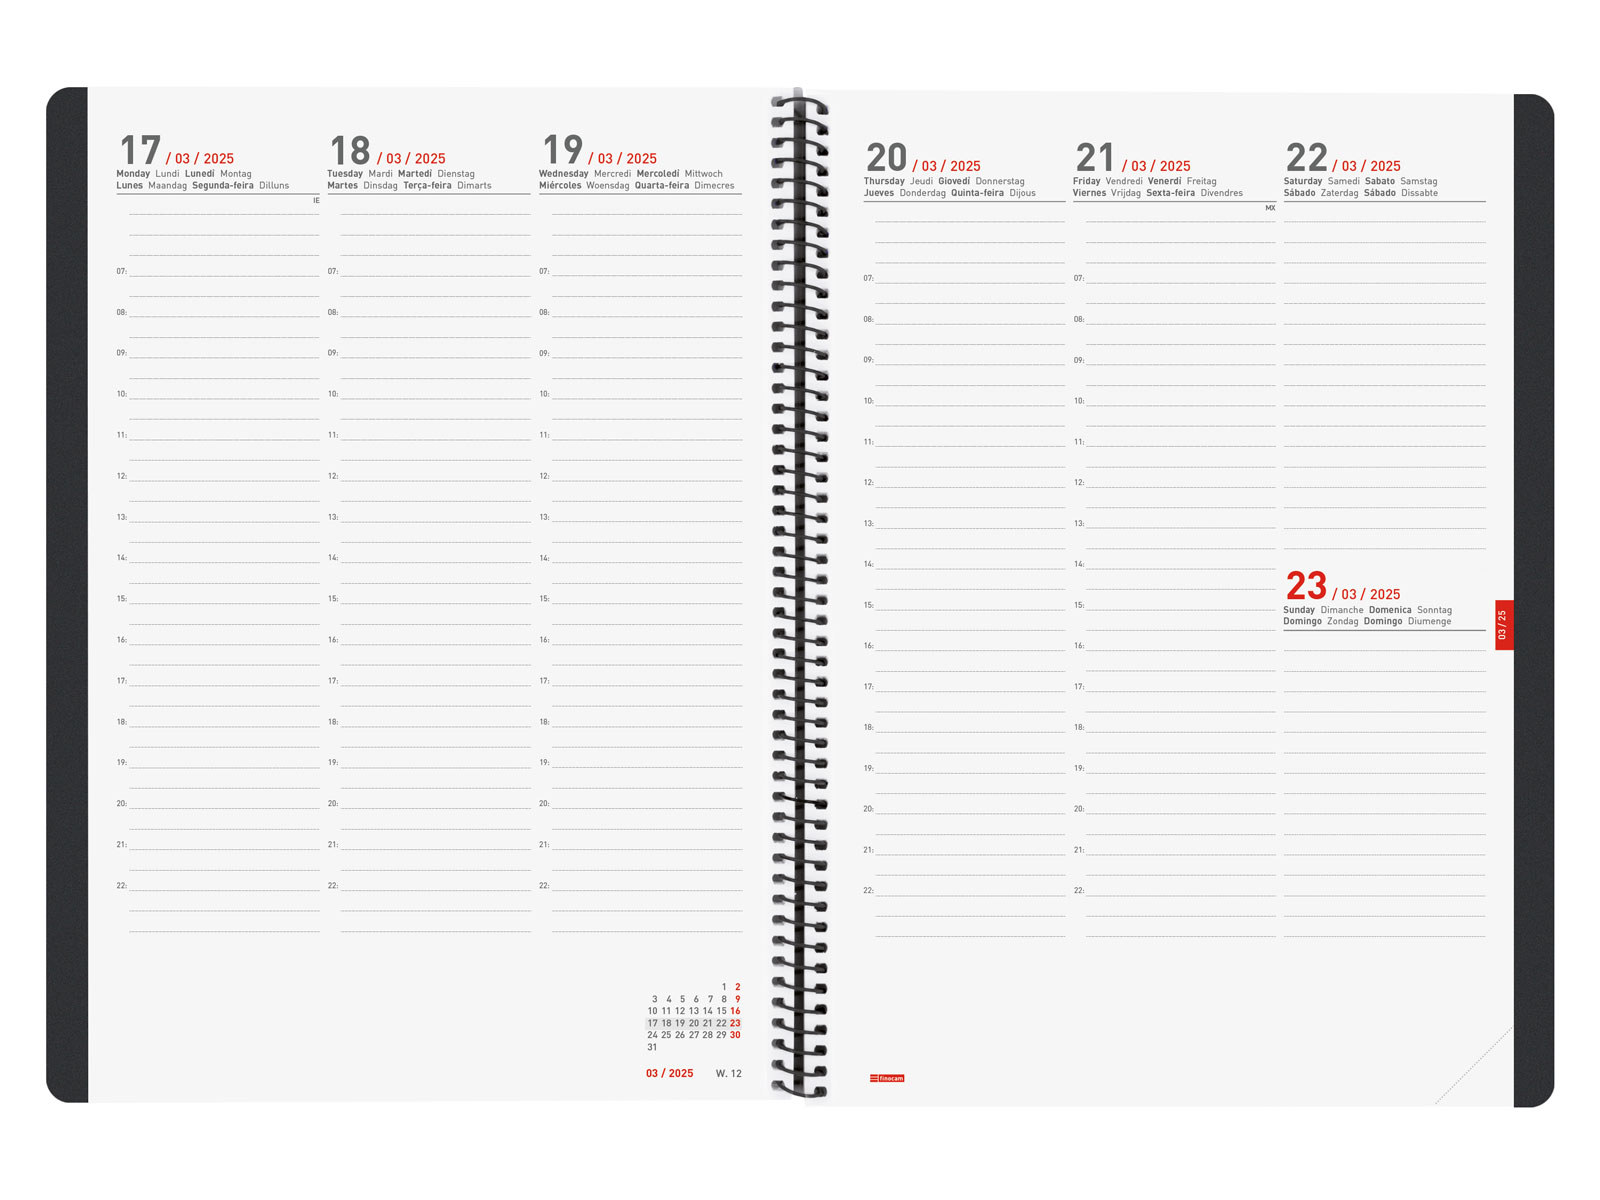 17 / 03 / 2025
Monday Lundi Lunedí Montag
Lunes Maandag Segunda-feira Dilluns
IE
07:
08:
09:
10:
11:
12:
13:
14:
15:
16:
17:
18:
19:
20:
21:
22:
18 / 03 / 2025
Tuesday Mardi Martedí Dienstag
Martes Dinsdag Terça-feira Dimarts
07:
08:
09:
10:
11:
12:
13:
14:
15:
16:
17:
18:
19:
20:
21:
22:
19 / 03 / 2025
Wednesday Mercredi Mercoledí Mittwoch
Miércoles Woensdag Quarta-feira Dimecres
07:
08:
09:
10:
11:
12:
13:
14:
15:
16:
17:
18:
19:
20:
21:
22:
1 2
3 4 5 6 7 8 9
10 11 12 13 14 15 16
17 18 19 20 21 22 23
24 25 26 27 28 29 30
31
03 / 2025 W. 12
20 / 03 / 2025
Thursday Jeudi Giovedí Donnerstag
Jueves Donderdag Quinta-feira Dijous
07:
08:
09:
10:
11:
12:
13:
14:
15:
16:
17:
18:
19:
20:
21:
22:
21 / 03 / 2025
Friday Vendredi Venerdí Freitag
Viernes Vrijdag Sexta-feira Divendres
MX
07:
08:
09:
10:
11:
12:
13:
14:
15:
16:
17:
18:
19:
20:
21:
22:
22 / 03 / 2025
Saturday Samedi Sabato Samstag
Sábado Zaterdag Sábado Dissabte
23 / 03 / 2025
Sunday Dimanche Domenica Sonntag
Domingo Zondag Domingo Diumenge
03 / 25
finocam